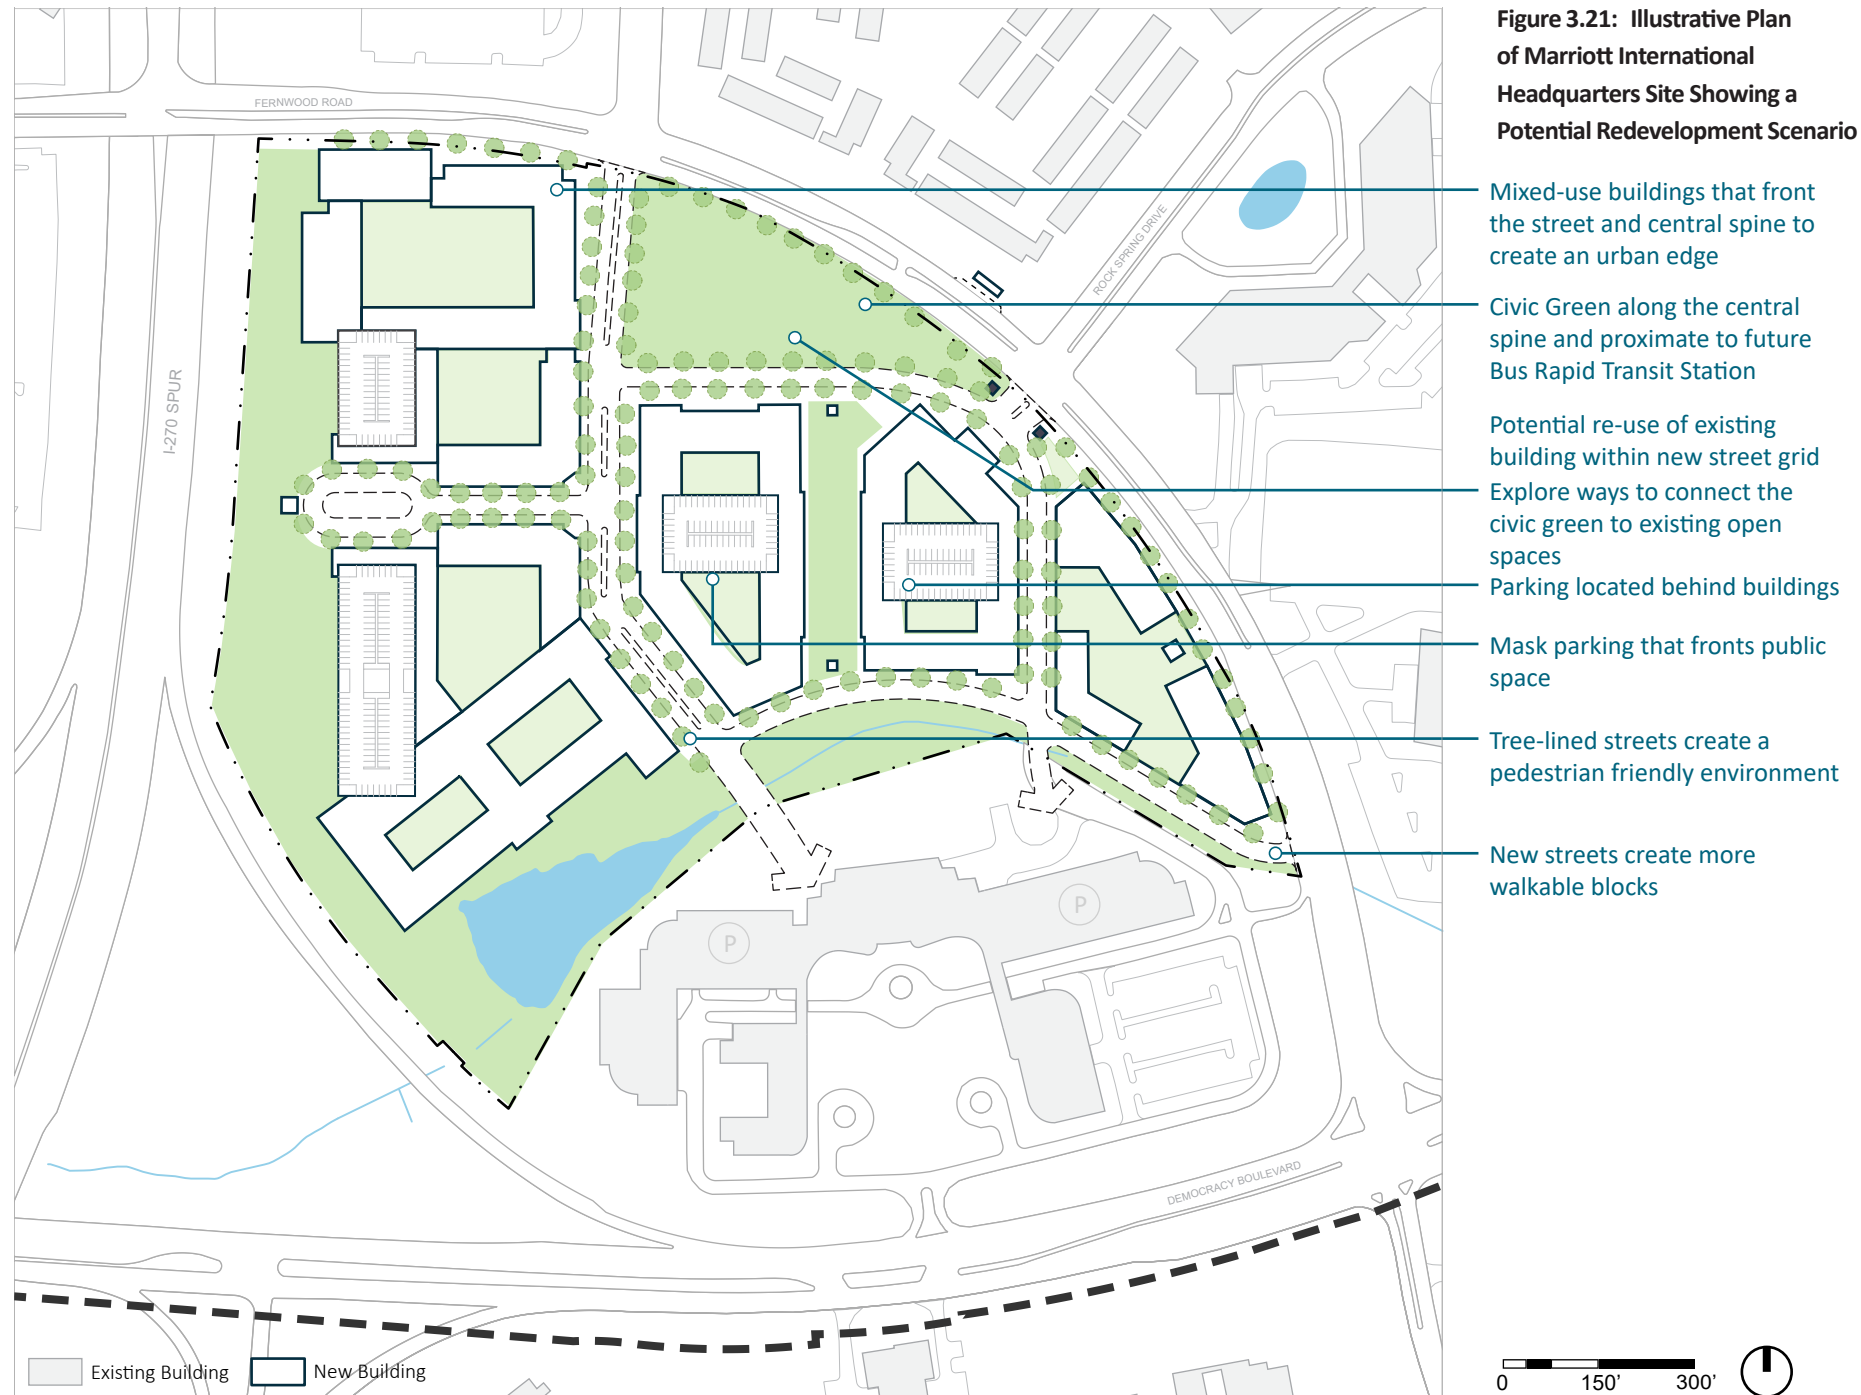 Figure 3.21: Illustrative Plan
of Marriott International
Headquarters Site Showing a
Potential Redevelopment Scenario
Mixed-use buildings that front
the street and central spine to
create an urban edge
Civic Green along the central
spine and proximate to future
Bus Rapid Transit Station
Potential re-use of existing
building within new street grid
Explore ways to connect the
civic green to existing open
spaces
Parking located behind buildings
Mask parking that fronts public
space
Tree-lined streets create a
pedestrian friendly environment
New streets create more
walkable blocks
FERNWOOD ROAD
ROCK SPRING DRIVE
I-270 SPUR
P
P
DEMOCRACY BOULEVARD
Existing Building
New Building
0 150' 300'